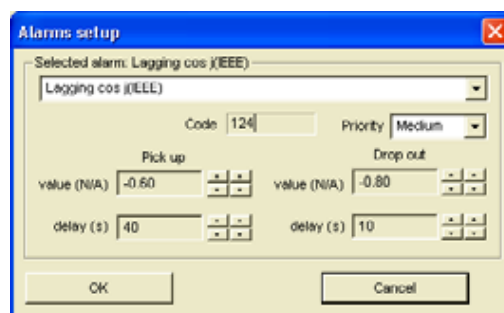 Alarms setup
Selected alarm: Lagging cos j(IEEE)
Lagging cos j(IEEE)
Code 124 Priority Medium
Pick up Drop out
value (N/A) -0.60 value (N/A) -0.80
delay (s) 40 delay (s) 10
OK Cancel